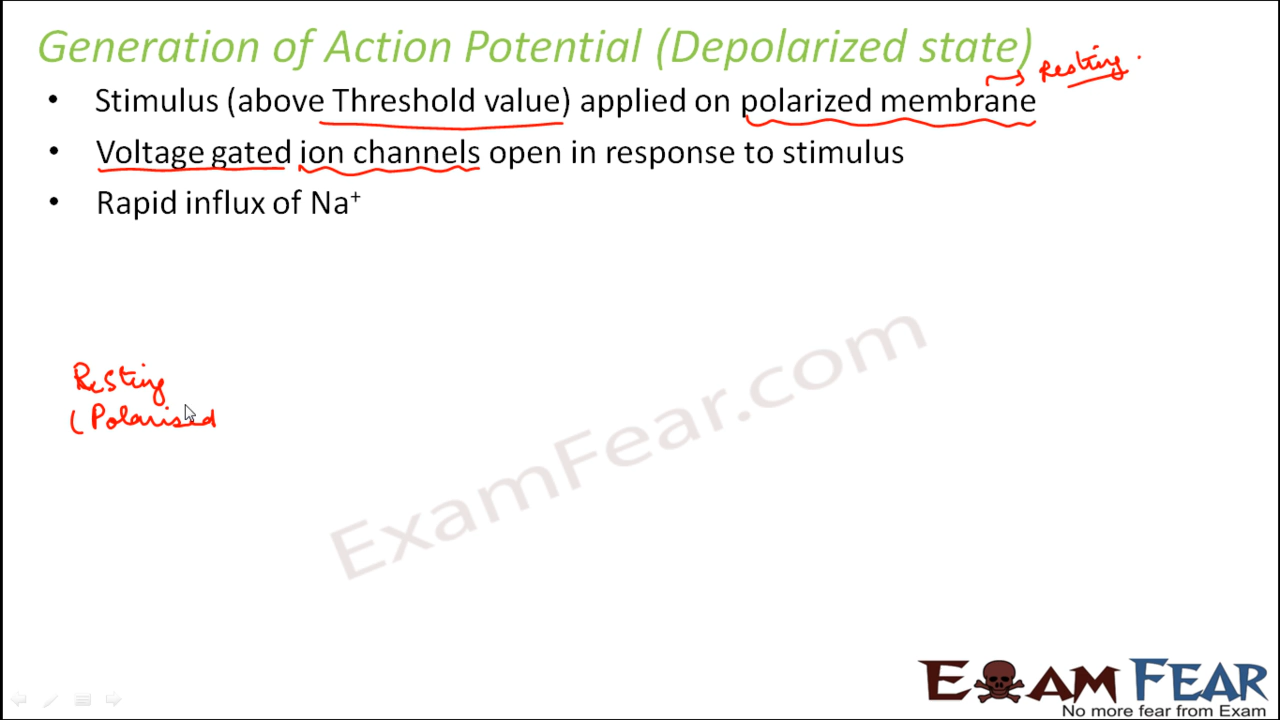 Generation of Action Potential (Depolarized state)
Resting.
• Stimulus (above Threshold value) applied on polarized membrane
• Voltage gated ion channels open in response to stimulus
• Rapid influx of Na⁺
Resting
(Polarised
ExamFear.com
EXAM FEAR
No more fear from Exam